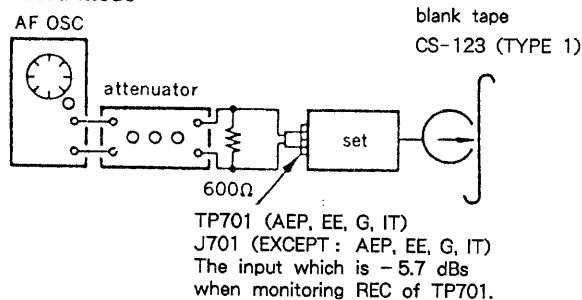 AF OSC
attenuator
600Ω
set
blank tape
CS-123 (TYPE 1)
TP701 (AEP, EE, G, IT)
J701 (EXCEPT : AEP, EE, G, IT)
The input which is – 5.7 dBs
when monitoring REC of TP701.